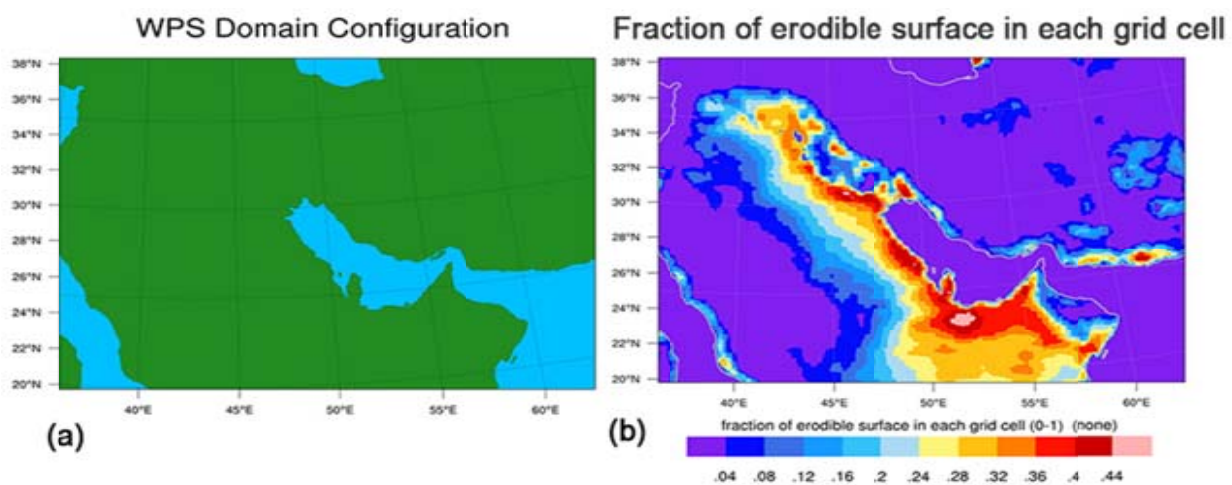 WPS Domain Configuration
38°N
36°N
34°N
32°N
30°N
28°N
26°N
24°N
22°N
20°N
40°E 45°E 50°E 55°E 60°E
(a)
Fraction of erodible surface in each grid cell
38°N
36°N
34°N
32°N
30°N
28°N
26°N
24°N
22°N
20°N
40°E 45°E 50°E 55°E 60°E
(b)
fraction of erodible surface in each grid cell (0-1) (none)
.04 .08 .12 .16 .2 .24 .28 .32 .36 .4 .44